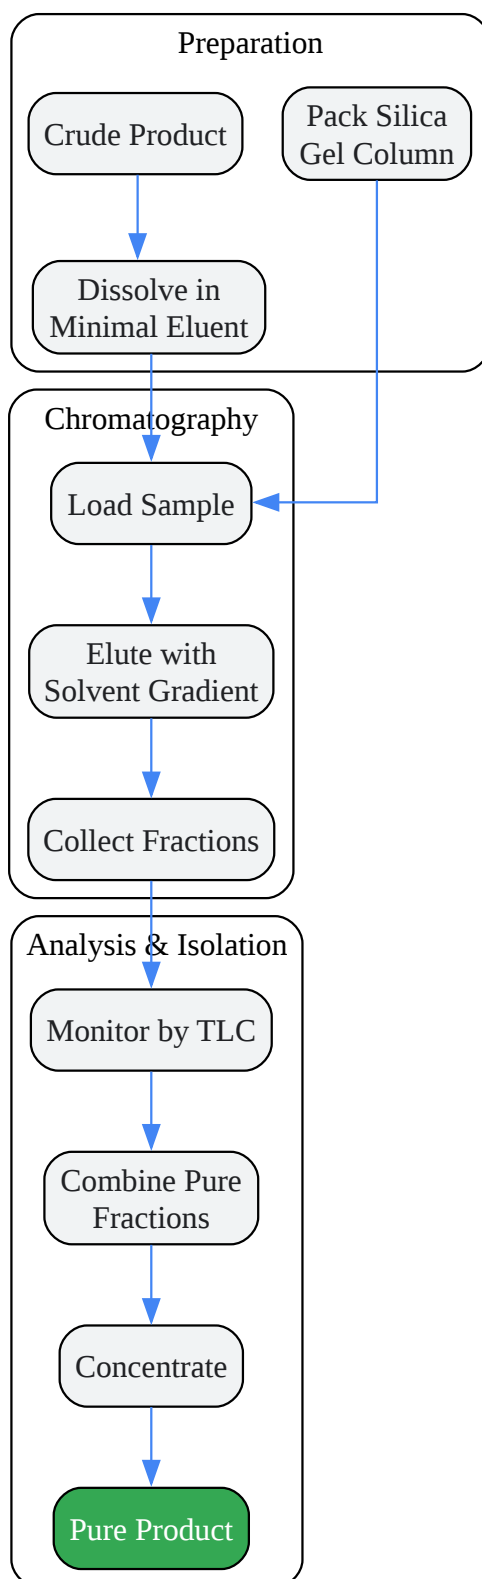 Preparation
Crude Product
Pack Silica
Gel Column
Dissolve in
Minimal Eluent
Chromatography
Load Sample
Elute with
Solvent Gradient
Collect Fractions
Analysis & Isolation
Monitor by TLC
Combine Pure
Fractions
Concentrate
Pure Product